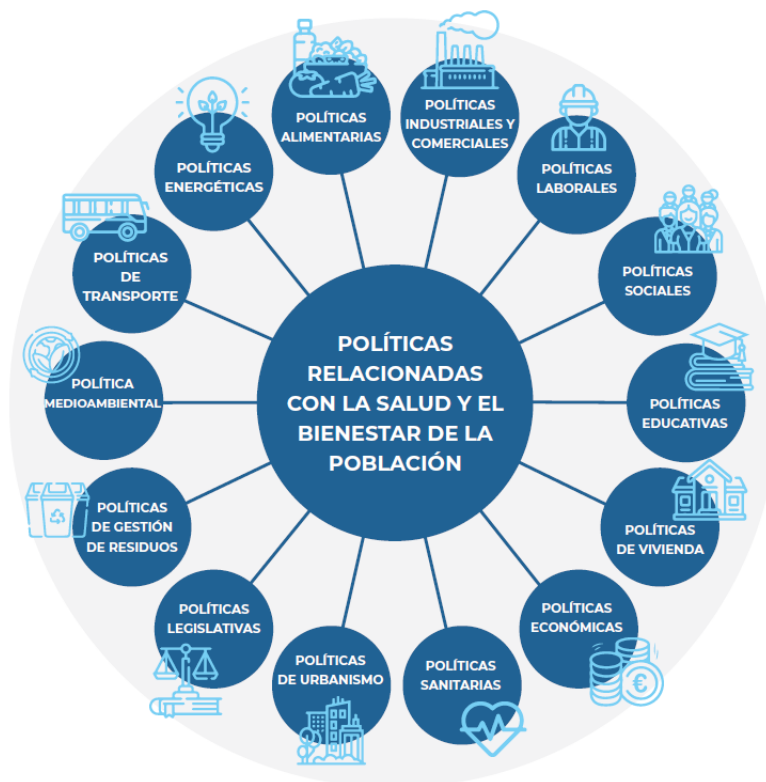 POLÍTICAS
RELACIONADAS
CON LA SALUD Y EL
BIENESTAR DE LA
POBLACIÓN
POLÍTICAS
ALIMENTARIAS
POLÍTICAS
INDUSTRIALES Y
COMERCIALES
POLÍTICAS
LABORALES
POLÍTICAS
SOCIALES
POLÍTICAS
EDUCATIVAS
POLÍTICAS
DE VIVIENDA
POLÍTICAS
ECONÓMICAS
€
POLÍTICAS
SANITARIAS
POLÍTICAS
DE URBANISMO
POLÍTICAS
LEGISLATIVAS
POLÍTICAS
DE GESTIÓN
DE RESIDUOS
POLÍTICA
MEDIOAMBIENTAL
POLÍTICAS
DE
TRANSPORTE
POLÍTICAS
ENERGÉTICAS